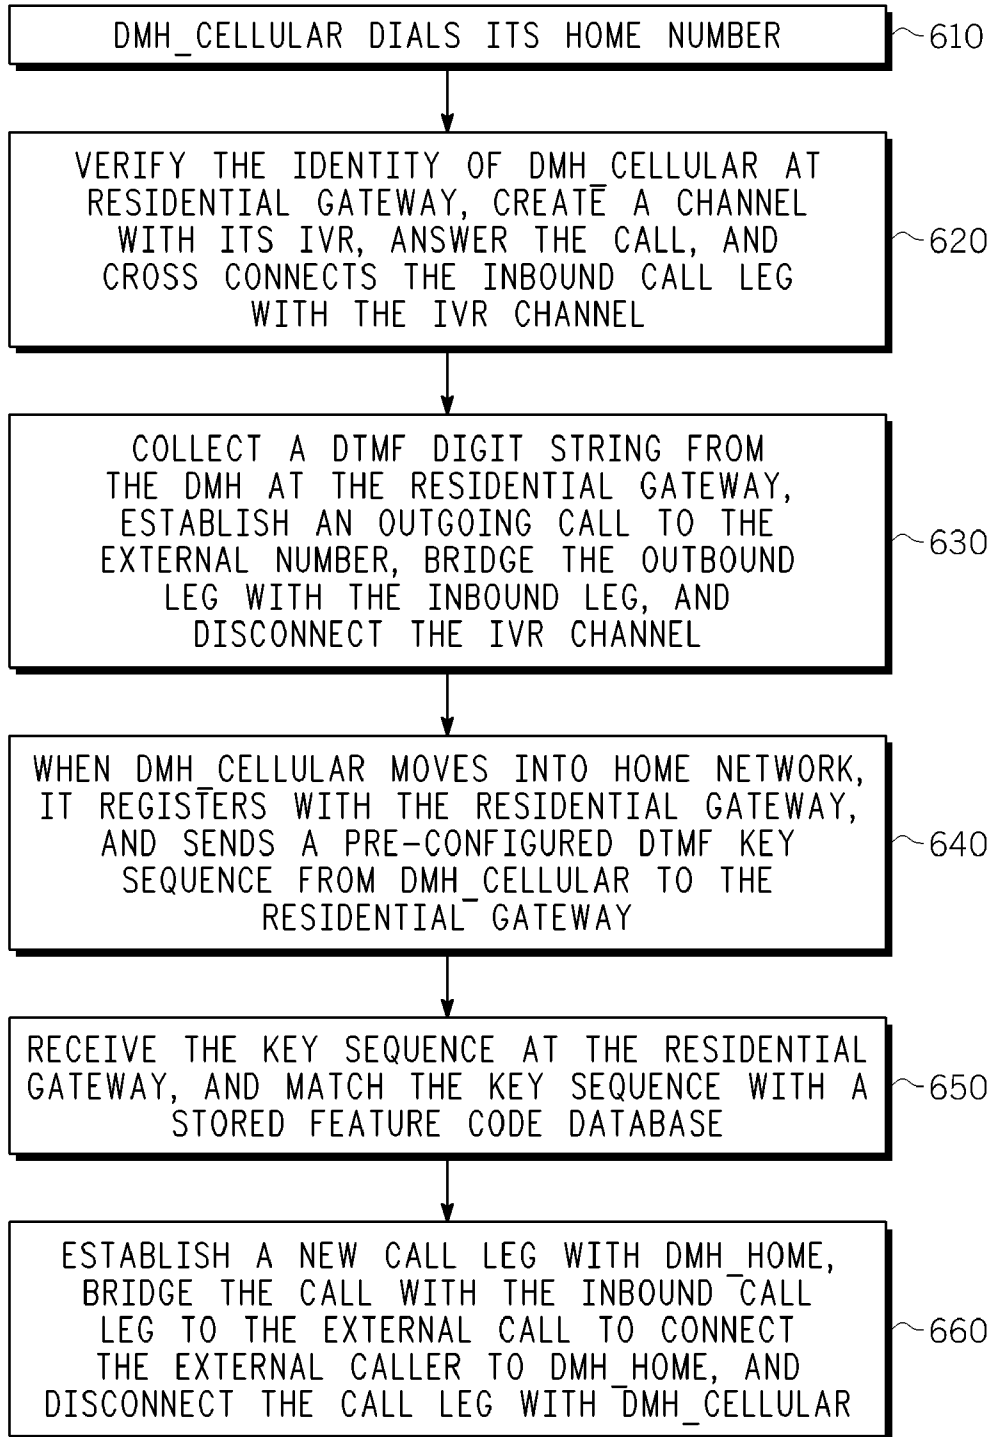 DMH_CELLULAR DIALS ITS HOME NUMBER
610
VERIFY THE IDENTITY OF DMH_CELLULAR AT
RESIDENTIAL GATEWAY, CREATE A CHANNEL
WITH ITS IVR, ANSWER THE CALL, AND
CROSS CONNECTS THE INBOUND CALL LEG
WITH THE IVR CHANNEL
620
COLLECT A DTMF DIGIT STRING FROM
THE DMH AT THE RESIDENTIAL GATEWAY,
ESTABLISH AN OUTGOING CALL TO THE
EXTERNAL NUMBER, BRIDGE THE OUTBOUND
LEG WITH THE INBOUND LEG, AND
DISCONNECT THE IVR CHANNEL
630
WHEN DMH_CELLULAR MOVES INTO HOME NETWORK,
IT REGISTERS WITH THE RESIDENTIAL GATEWAY,
AND SENDS A PRE-CONFIGURED DTMF KEY
SEQUENCE FROM DMH_CELLULAR TO THE
RESIDENTIAL GATEWAY
640
RECEIVE THE KEY SEQUENCE AT THE RESIDENTIAL
GATEWAY, AND MATCH THE KEY SEQUENCE WITH A
STORED FEATURE CODE DATABASE
650
ESTABLISH A NEW CALL LEG WITH DMH_HOME,
BRIDGE THE CALL WITH THE INBOUND CALL
LEG TO THE EXTERNAL CALL TO CONNECT
THE EXTERNAL CALLER TO DMH_HOME, AND
DISCONNECT THE CALL LEG WITH DMH_CELLULAR
660